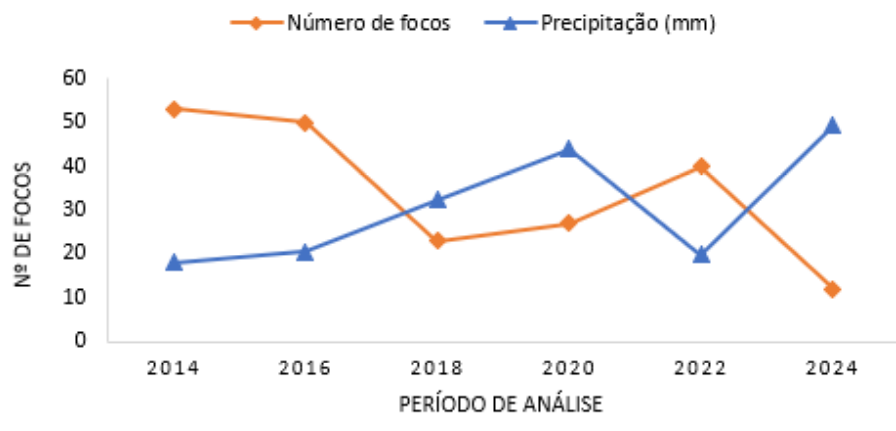 Número de focos Precipitação (mm)
60
50
40
30
20
10
0
Nº DE FOCOS
2014 2016 2018 2020 2022 2024
PERÍODO DE ANÁLISE